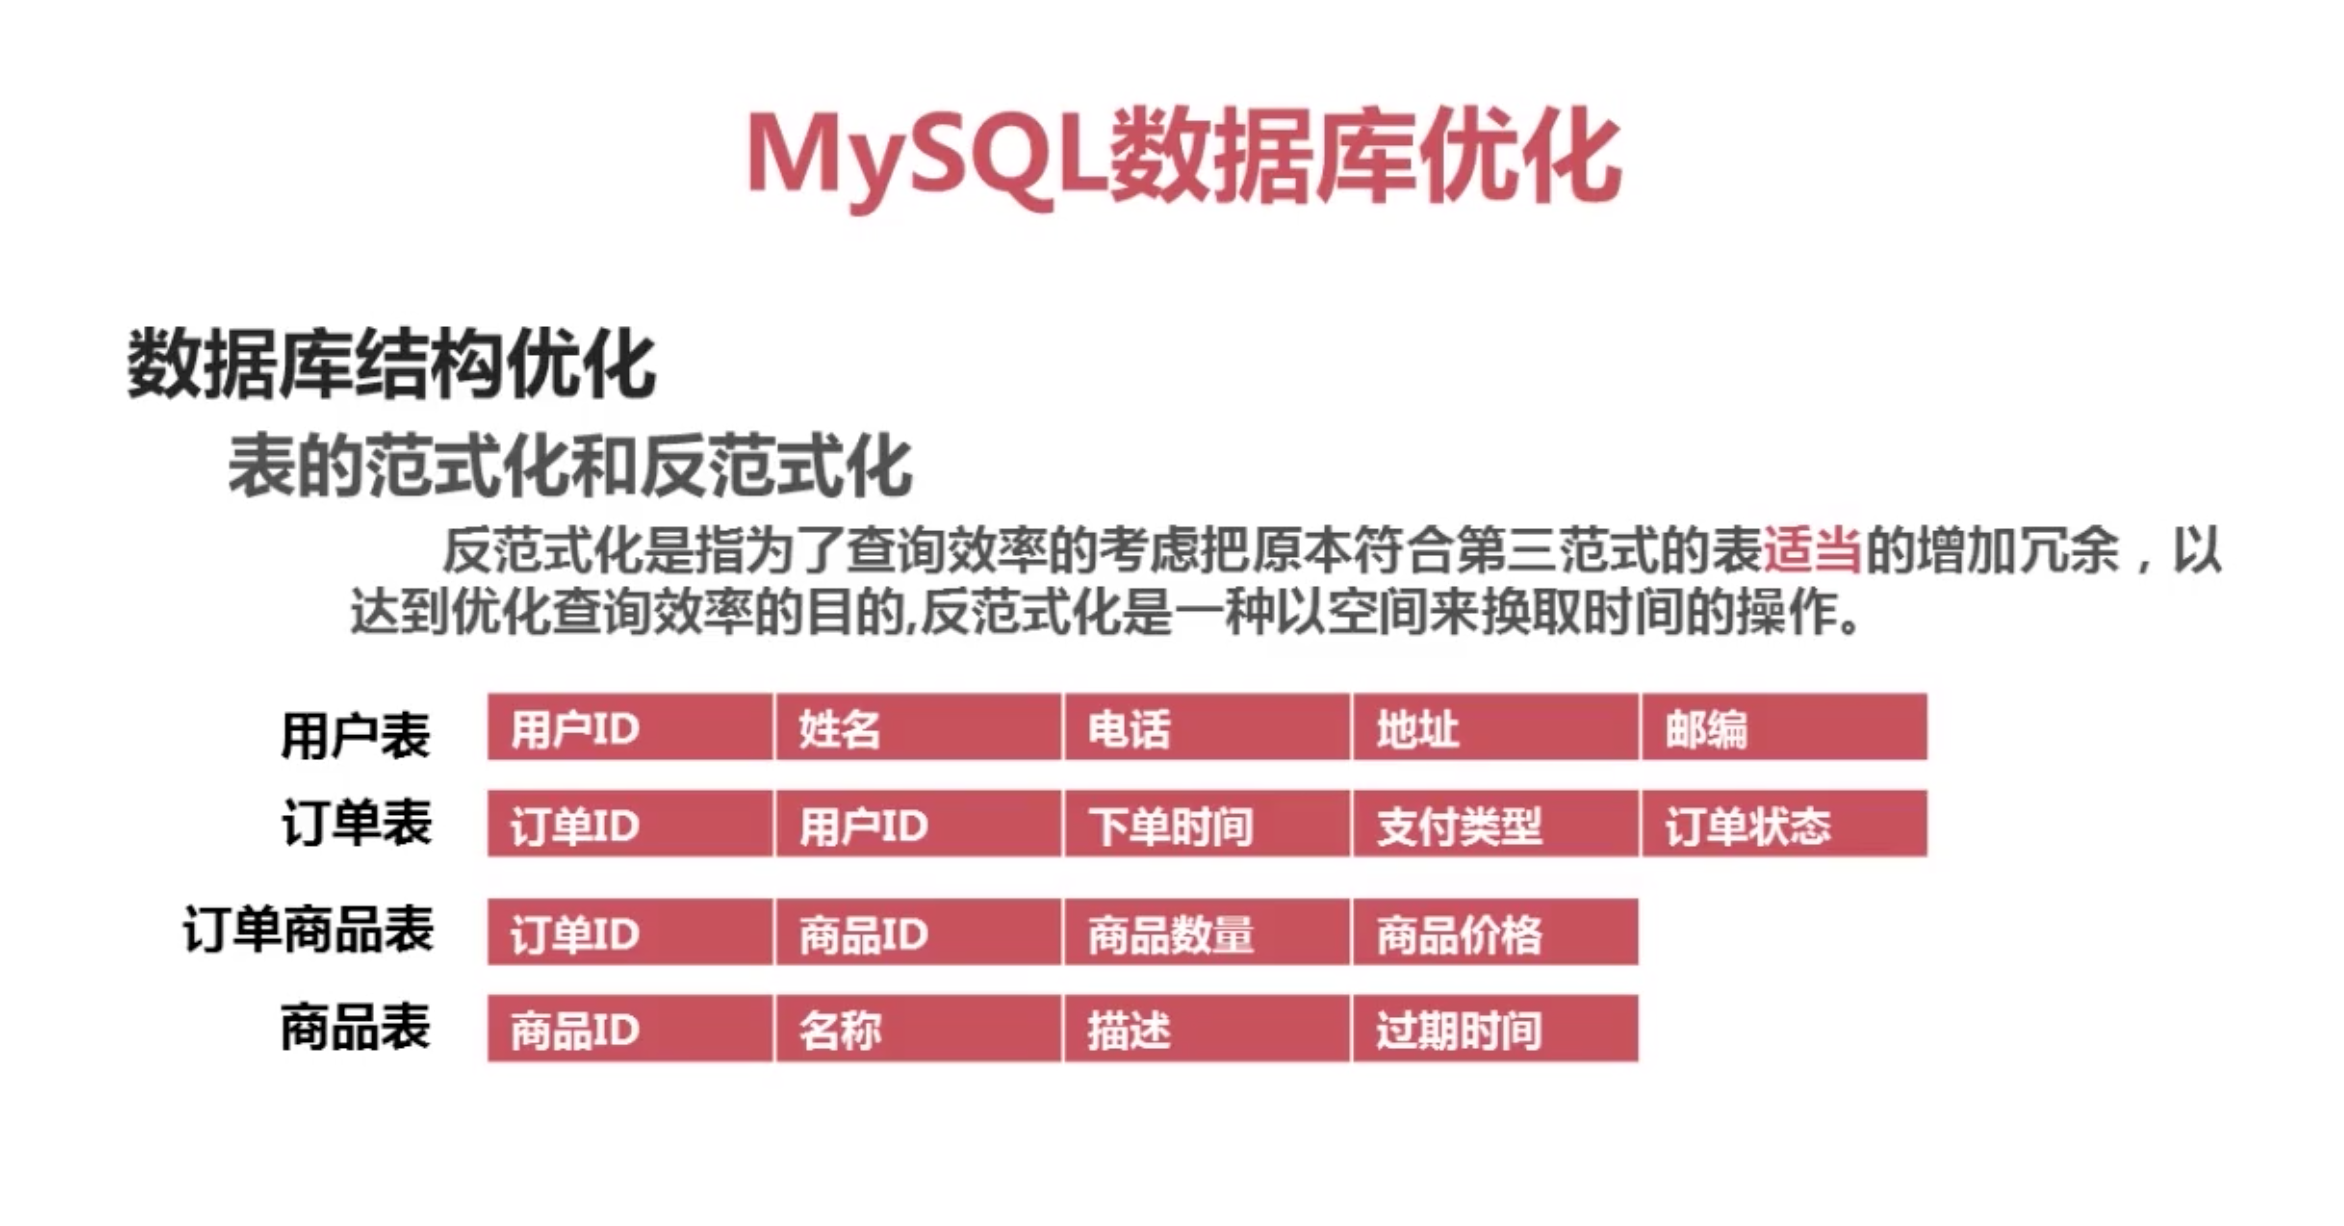 MySQL数据库优化
数据库结构优化
表的范式化和反范式化
反范式化是指为了查询效率的考虑把原本符合第三范式的表适当的增加冗余，以
达到优化查询效率的目的,反范式化是一种以空间来换取时间的操作。
用户表 用户ID 姓名 电话 地址 邮编
订单表 订单ID 用户ID 下单时间 支付类型 订单状态
订单商品表 订单ID 商品ID 商品数量 商品价格
商品表 商品ID 名称 描述 过期时间